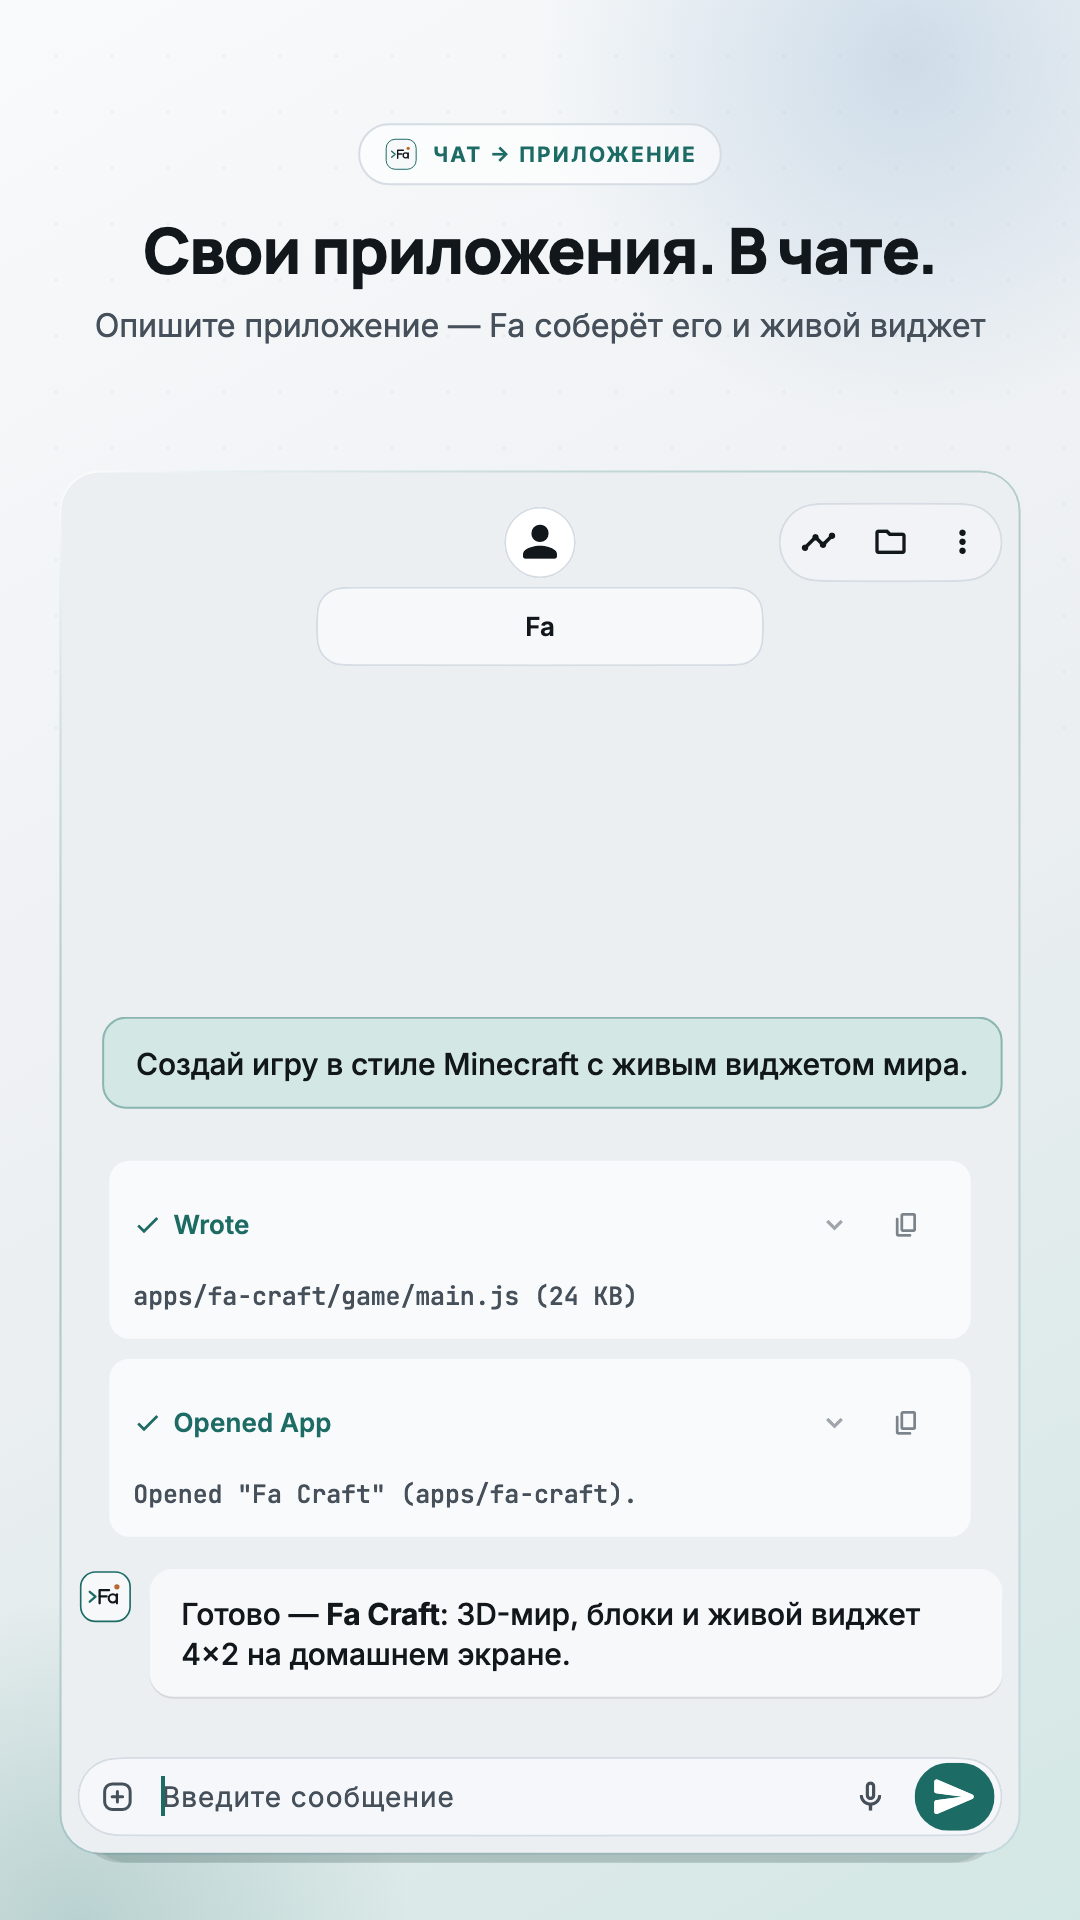 >Fa ЧАТ → ПРИЛОЖЕНИЕ
Свои приложения. В чате.
Опишите приложение — Fa соберёт его и живой виджет
Fa
Создай игру в стиле Minecraft с живым виджетом мира.
Wrote
apps/fa-craft/game/main.js (24 KB)
Opened App
Opened "Fa Craft" (apps/fa-craft).
>Fa
Готово — Fa Craft: 3D-мир, блоки и живой виджет
4×2 на домашнем экране.
Введите сообщение